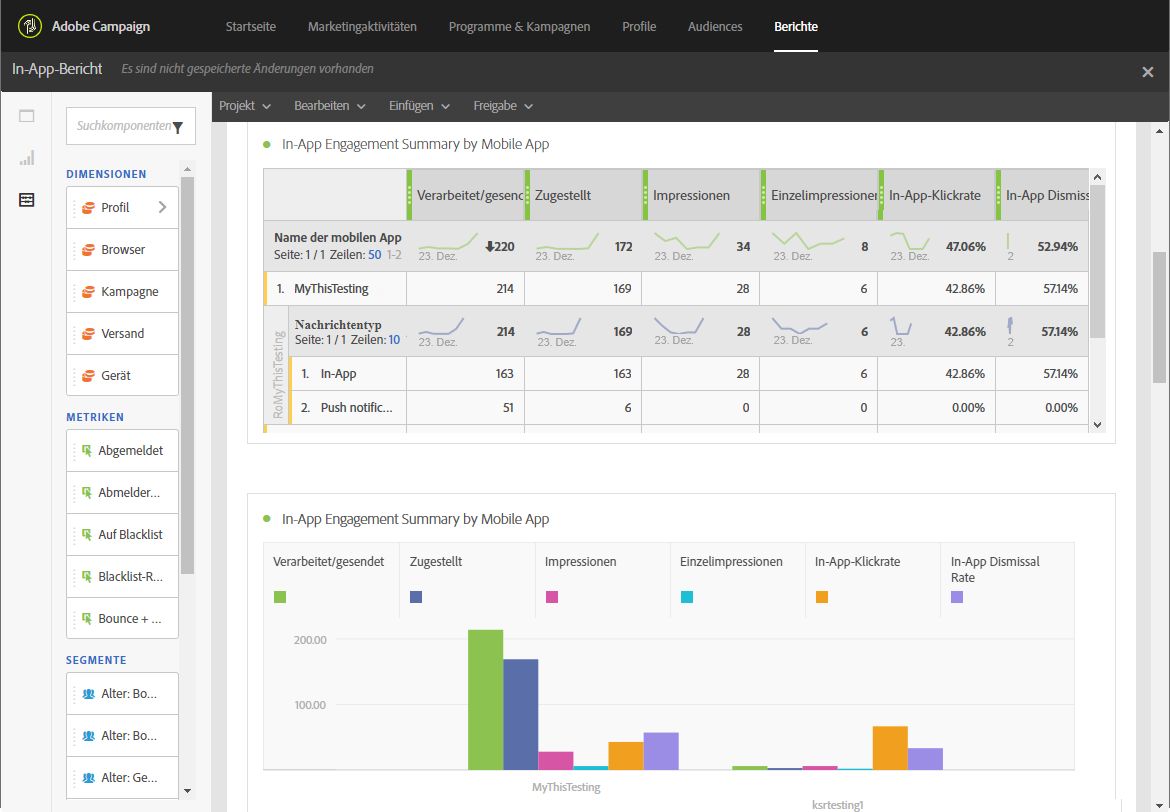 Adobe Campaign Startseite Marketingaktivitäten Programme & Kampagnen Profile Audiences Berichte
In-App-Bericht Es sind nicht gespeicherte Änderungen vorhanden
Projekt Bearbeiten Einfügen Freigabe
Suchkomponenten
DIMENSIONEN
Profil
Browser
Kampagne
Versand
Gerät
METRIKEN
Abgemeldet
Abmelder...
Auf Blacklist
Blacklist-R...
Bounce + ...
SEGMENTE
Alter: Bo...
Alter: Bo...
Alter: Ge...
In-App Engagement Summary by Mobile App
Verarbeitet/gesend Zugestellt Impressionen Einzelimpressionen In-App-Klickrate In-App Dismiss
Name der mobilen App 220 172 34 8 47.06% 52.94%
Seite: 1 / 1 Zeilen: 50 1-2 23. Dez. 23. Dez. 23. Dez. 23. Dez. 23. Dez. 2
1. MyThisTesting 214 169 28 6 42.86% 57.14%
Nachrichtentyp 214 169 28 6 42.86% 57.14%
Seite: 1 / 1 Zeilen: 10 23. Dez. 23. Dez. 23. Dez. 23. Dez. 23. 2
RoMyThisTesting
1. In-App 163 163 28 6 42.86% 57.14%
2. Push notific... 51 6 0 0 0.00% 0.00%
In-App Engagement Summary by Mobile App
Verarbeitet/gesendet Zugestellt Impressionen Einzelimpressionen In-App-Klickrate In-App Dismissal
Rate
200.00
100.00
MyThisTesting
ksrtesting1